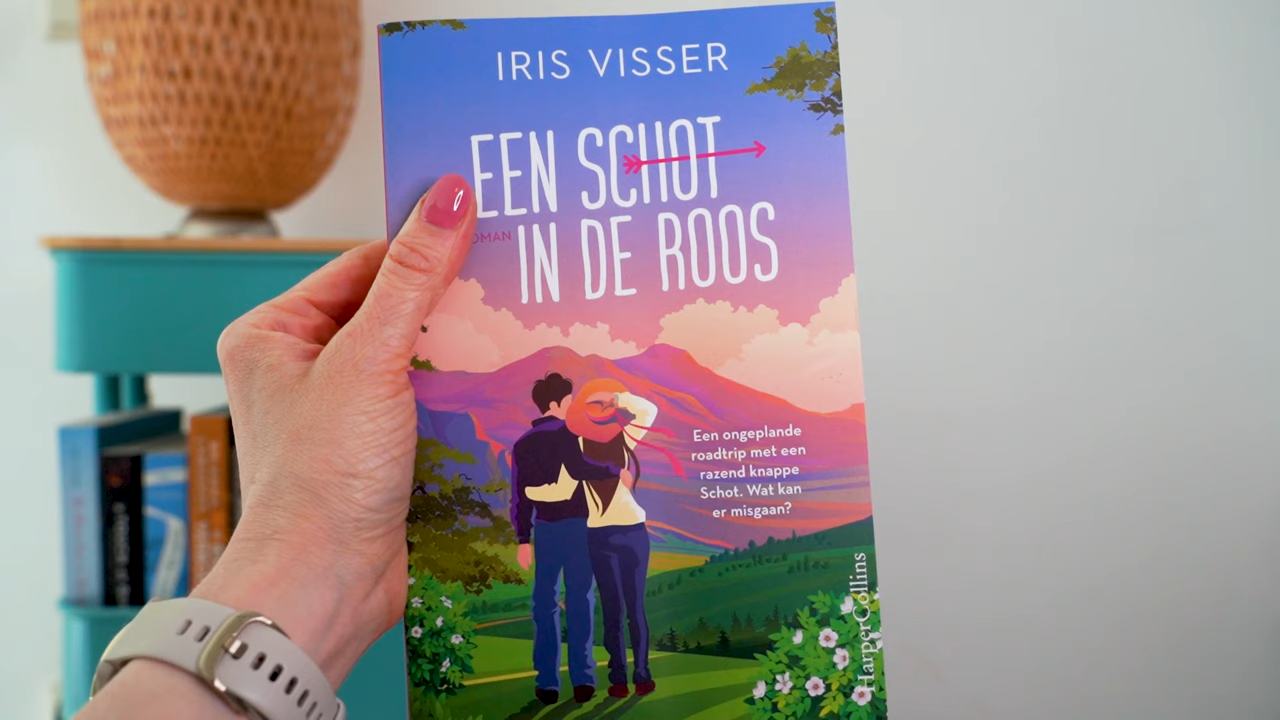 IRIS VISSER
EEN SCHOT
IN DE ROOS
Een ongeplande
roadtrip met een
razend knappe
Schot. Wat kan
er misgaan?
HarperCollins